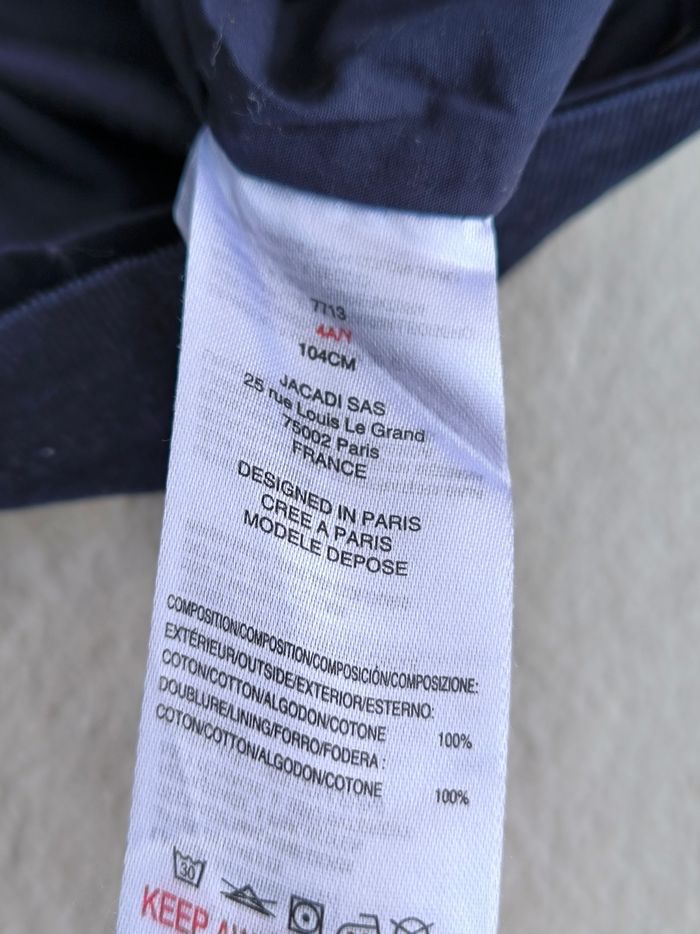 7713
4A/Y
104CM
JACADI SAS
25 rue Louis Le Grand
75002 Paris
FRANCE
DESIGNED IN PARIS
CREE A PARIS
MODELE DEPOSE
COMPOSITION/COMPOSITION/COMPOSICIÓN/COMPOSIZIONE:
EXTÉRIEUR/OUTSIDE/EXTERIOR/ESTERNO:
COTON/COTTON/ALGODON/COTONE 100%
DOUBLURE/LINING/FORRO/FODERA :
COTON/COTTON/ALGODON/COTONE 100%
30
KEEP